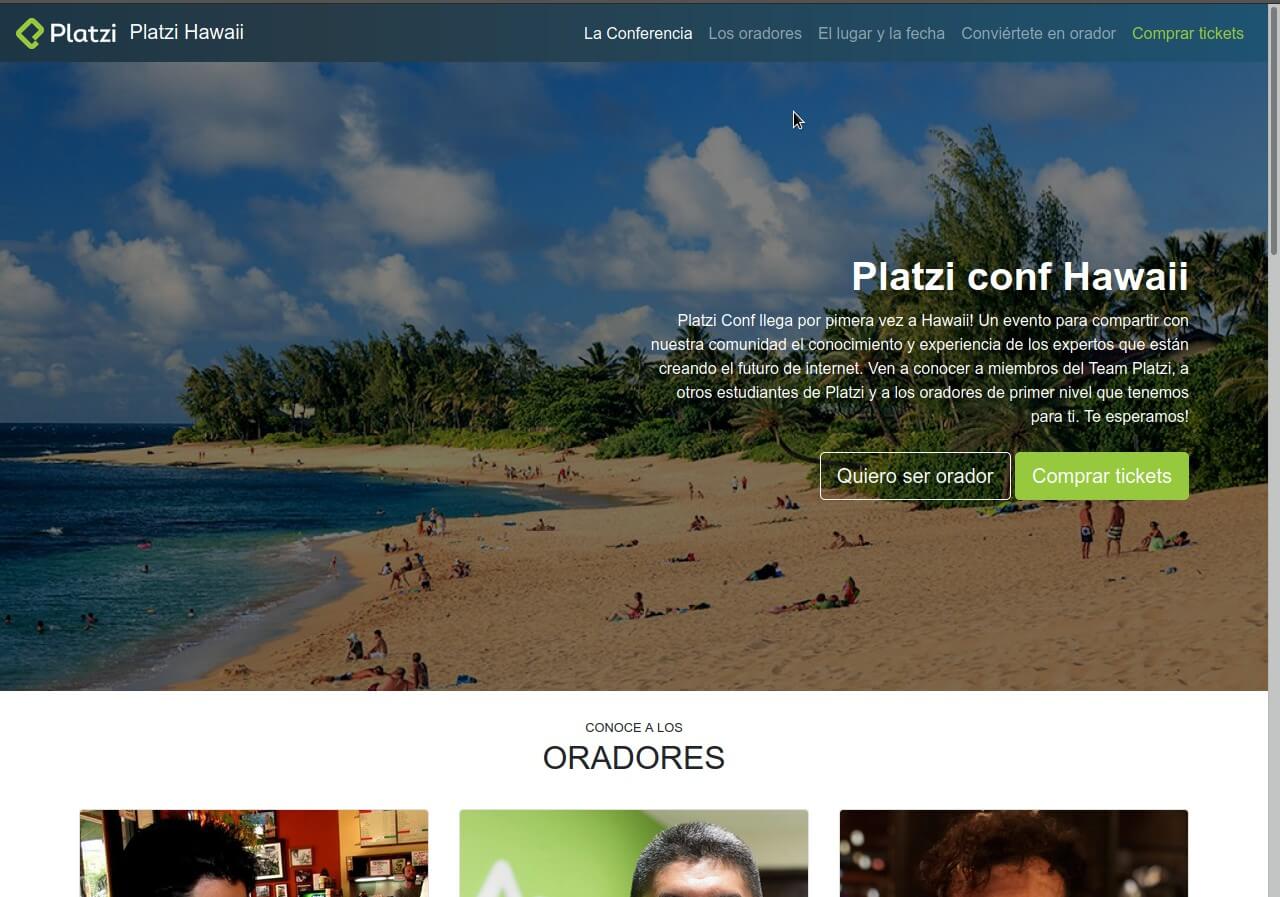 Platzi Platzi Hawaii La Conferencia Los oradores El lugar y la fecha Conviértete en orador Comprar tickets
Platzi conf Hawaii
Platzi Conf llega por pimera vez a Hawaii! Un evento para compartir con
nuestra comunidad el conocimiento y experiencia de los expertos que están
creando el futuro de internet. Ven a conocer a miembros del Team Platzi, a
otros estudiantes de Platzi y a los oradores de primer nivel que tenemos
para ti. Te esperamos!
Quiero ser orador Comprar tickets
CONOCE A LOS
ORADORES